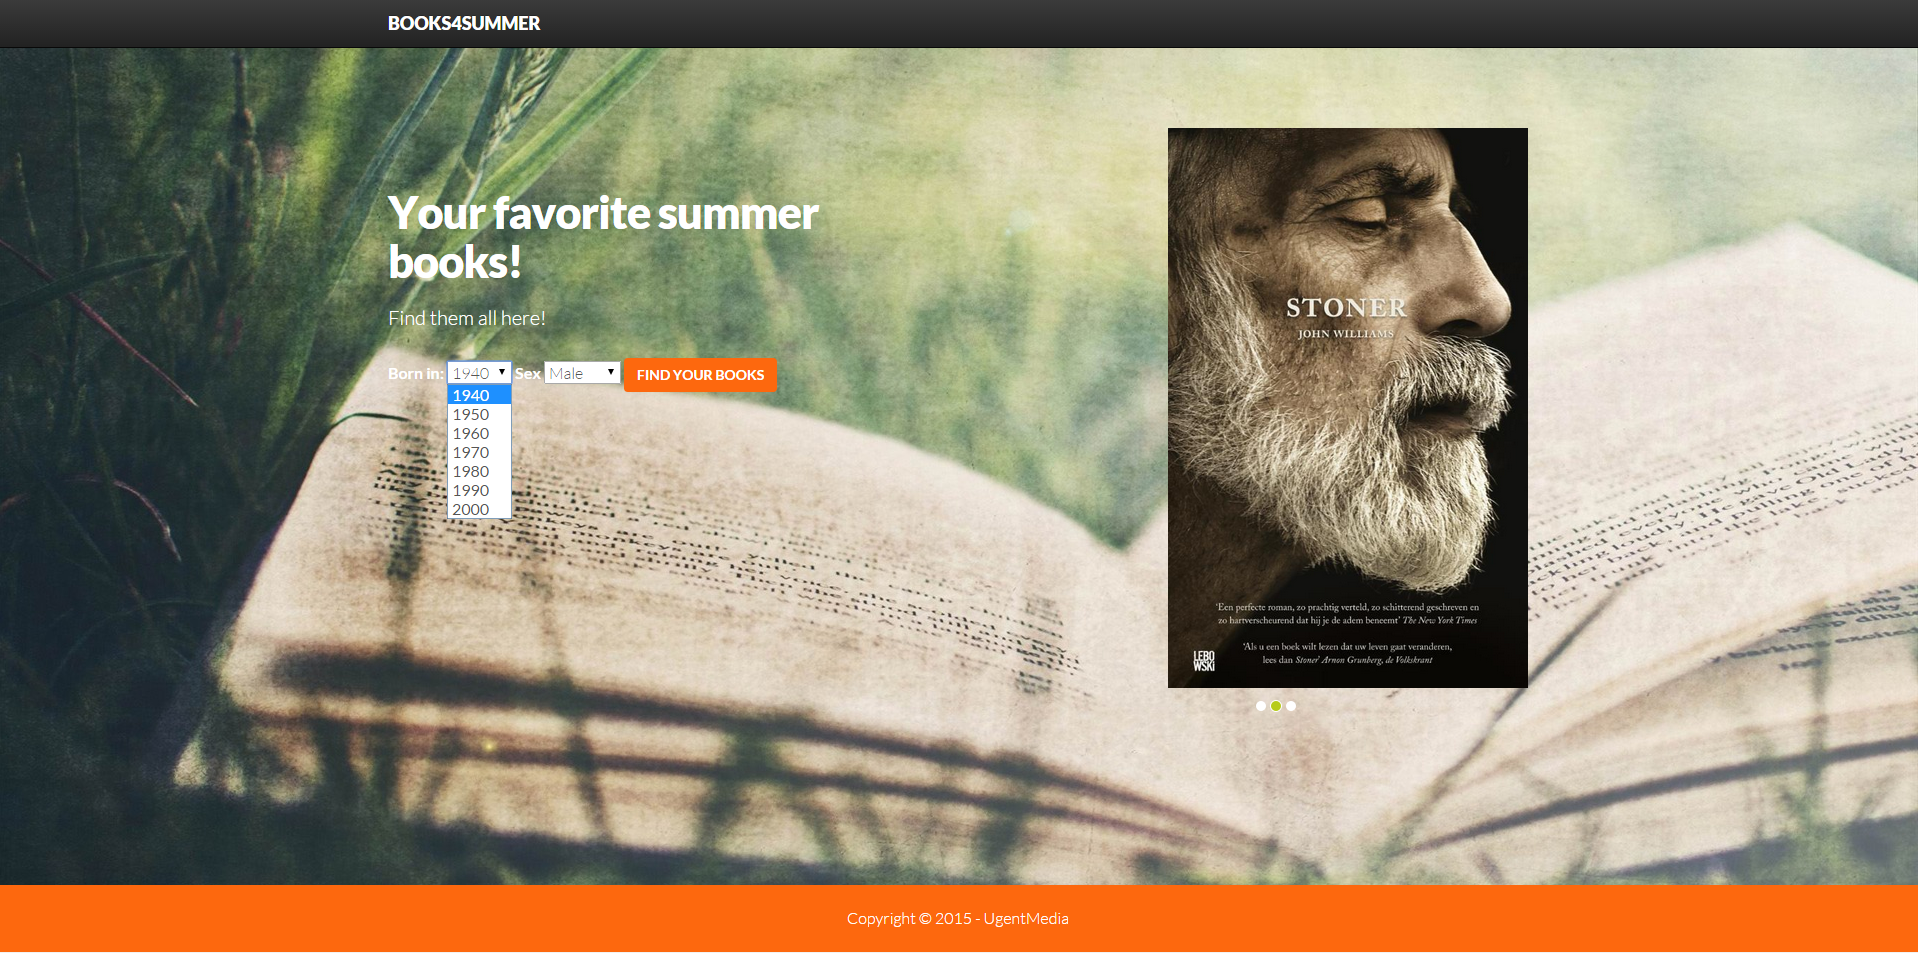 BOOKS4SUMMER
Your favorite summer
books!
Find them all here!
Born in: 1940 Sex Male FIND YOUR BOOKS
1940
1950
1960
1970
1980
1990
2000
STONER
JOHN WILLIAMS
'Een perfecte roman, zo prachtig verteld, zo schitterend geschreven en
zo hartverscheurend dat hij je de adem beneemt' The New York Times
'Als u een boek wilt lezen dat uw leven gaat veranderen,
lees dan Stoner' Arnon Grunberg, de Volkskrant
LEBO
WSKI
Copyright © 2015 - UgentMedia